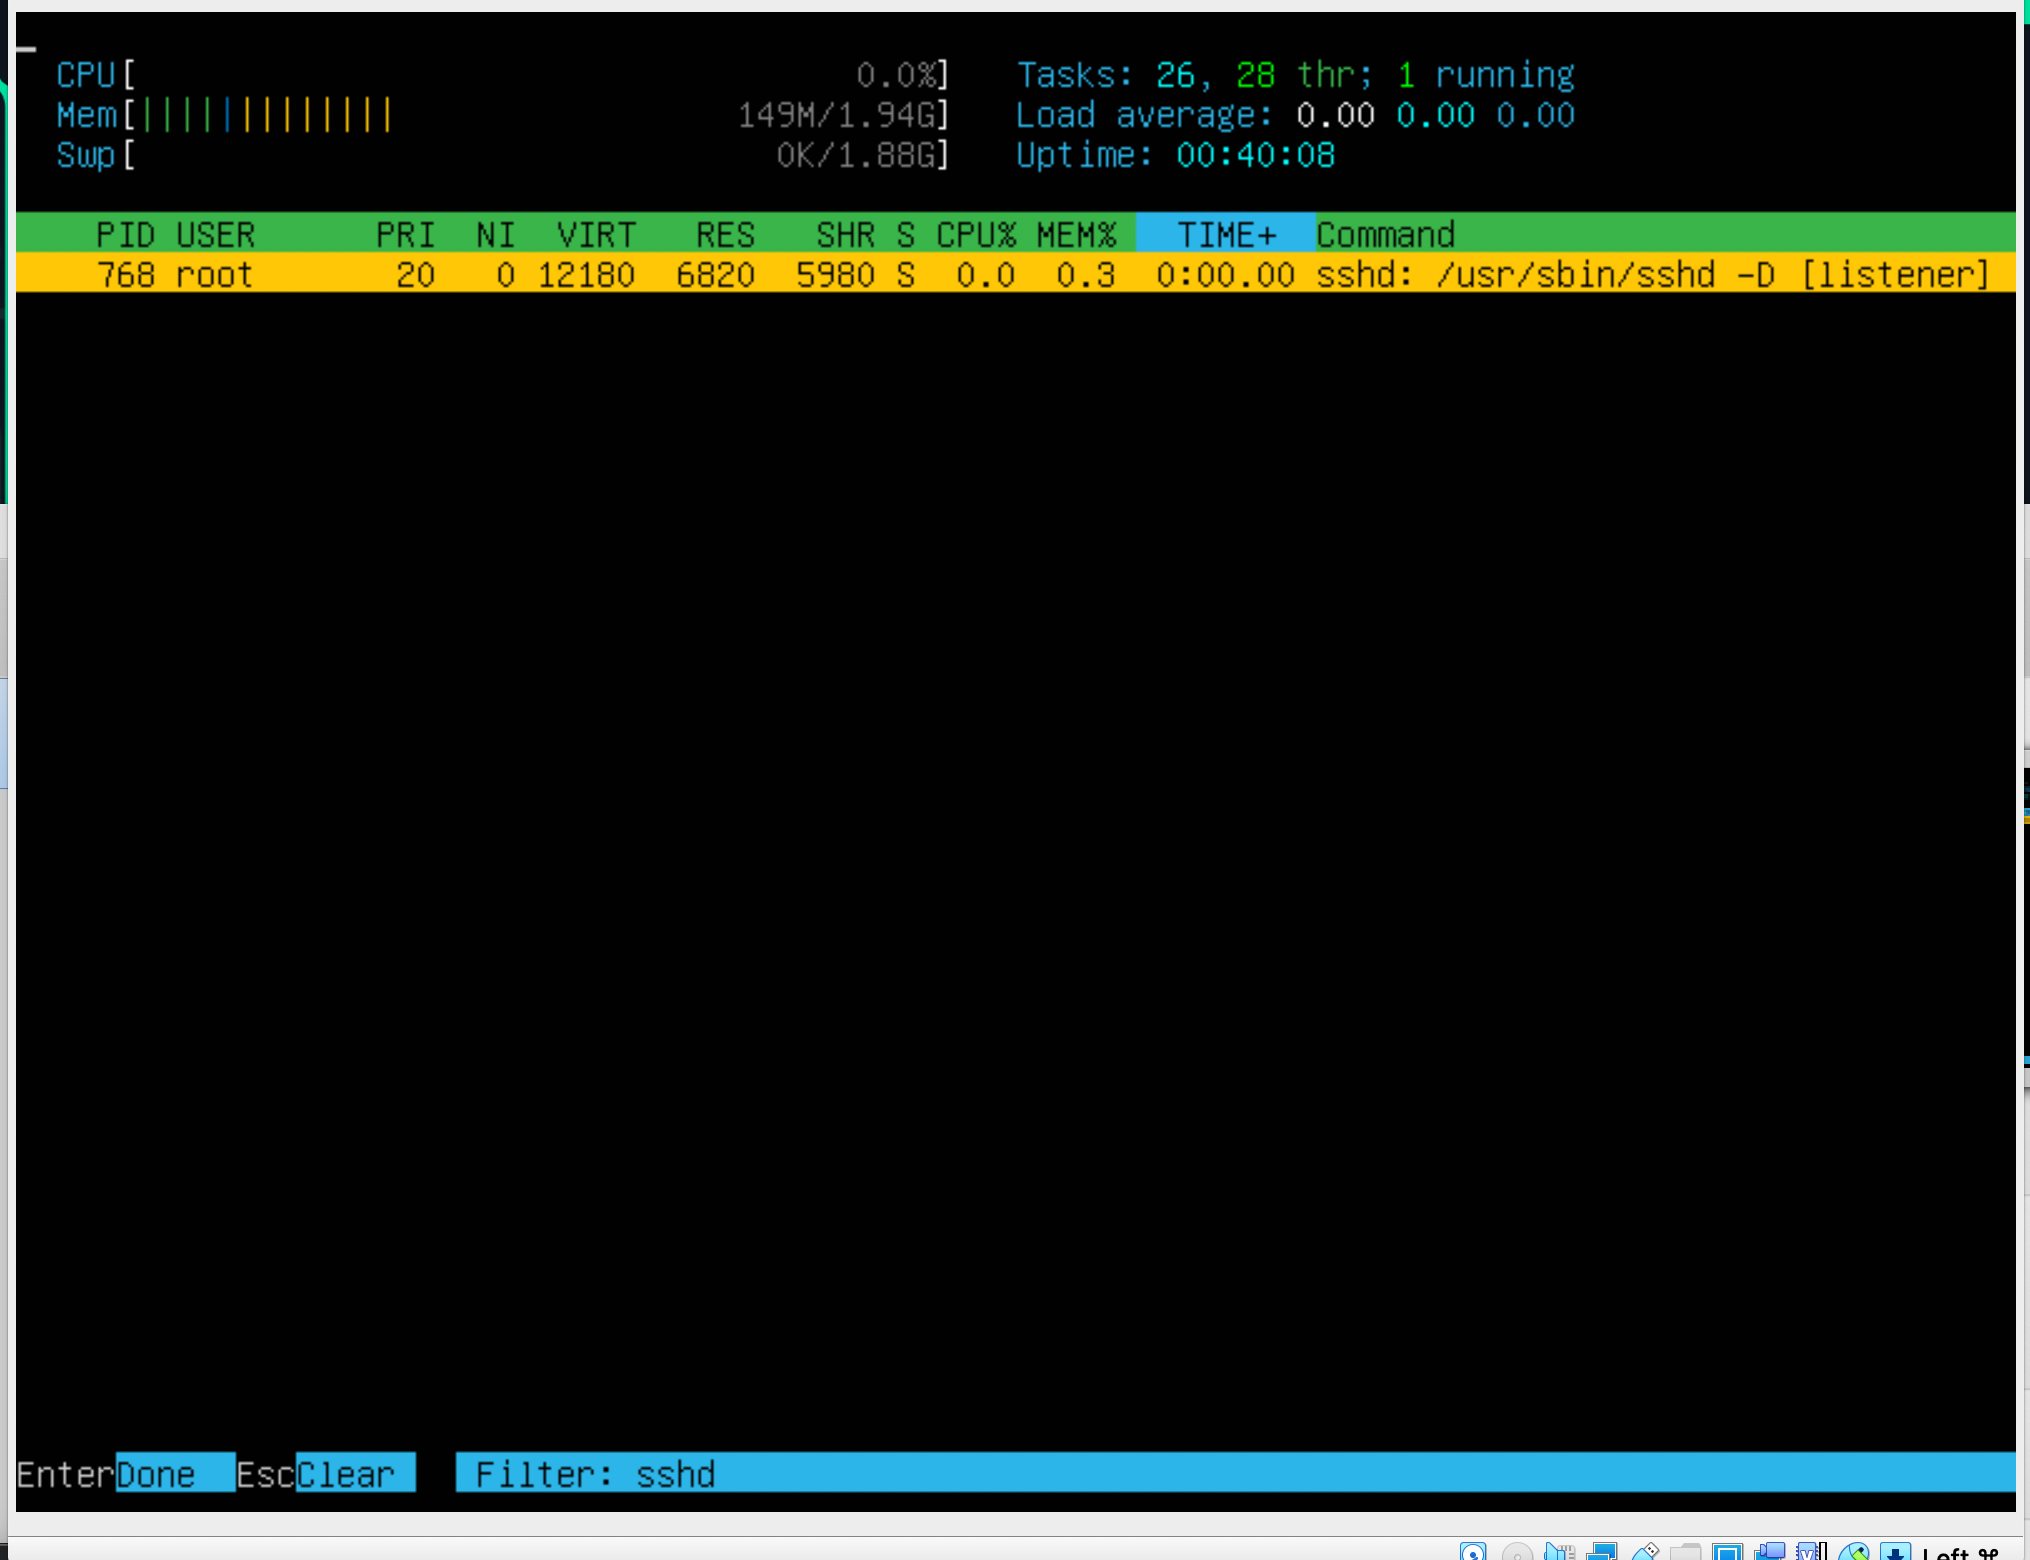 CPU[ 0.0%] Tasks: 26, 28 thr; 1 running
Mem[||||||||||||| 149M/1.94G] Load average: 0.00 0.00 0.00
Swp[ 0K/1.88G] Uptime: 00:40:08
PID USER PRI NI VIRT RES SHR S CPU% MEM% TIME+ Command
768 root 20 0 12180 6820 5980 S 0.0 0.3 0:00.00 sshd: /usr/sbin/sshd -D [listener]
EnterDone EscClear Filter: sshd
Left ⌘